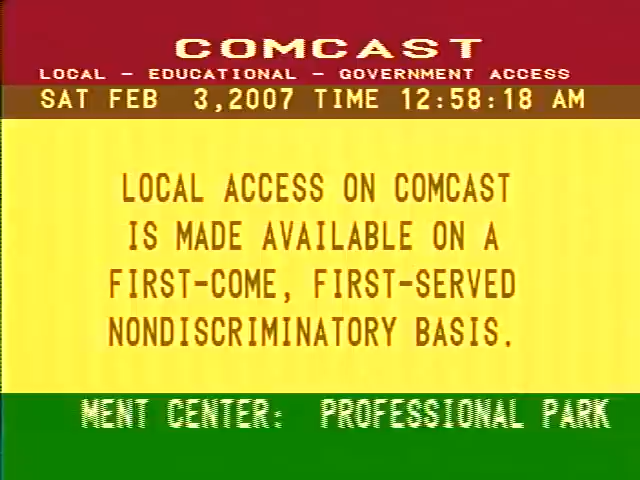 COMCAST
LOCAL - EDUCATIONAL - GOVERNMENT ACCESS
SAT FEB  3,2007 TIME 12:58:18 AM
LOCAL ACCESS ON COMCAST
IS MADE AVAILABLE ON A
FIRST-COME, FIRST-SERVED
NONDISCRIMINATORY BASIS.
MENT CENTER:  PROFESSIONAL PARK